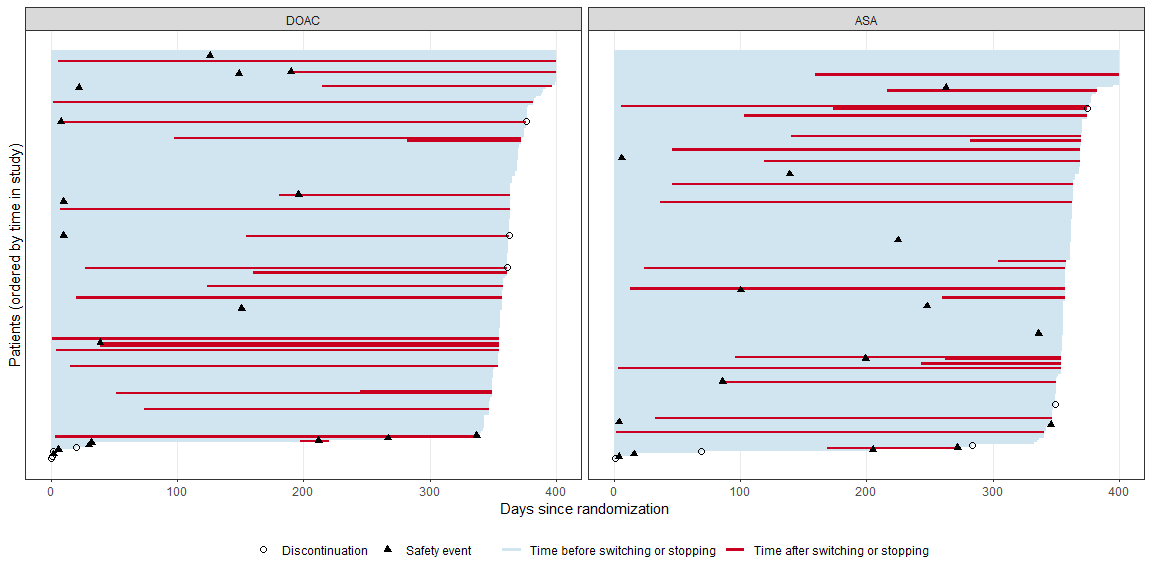 DOAC
ASA
Patients (ordered by time in study)
0 100 200 300 400
0 100 200 300 400
Days since randomization
Discontinuation Safety event Time before switching or stopping Time after switching or stopping